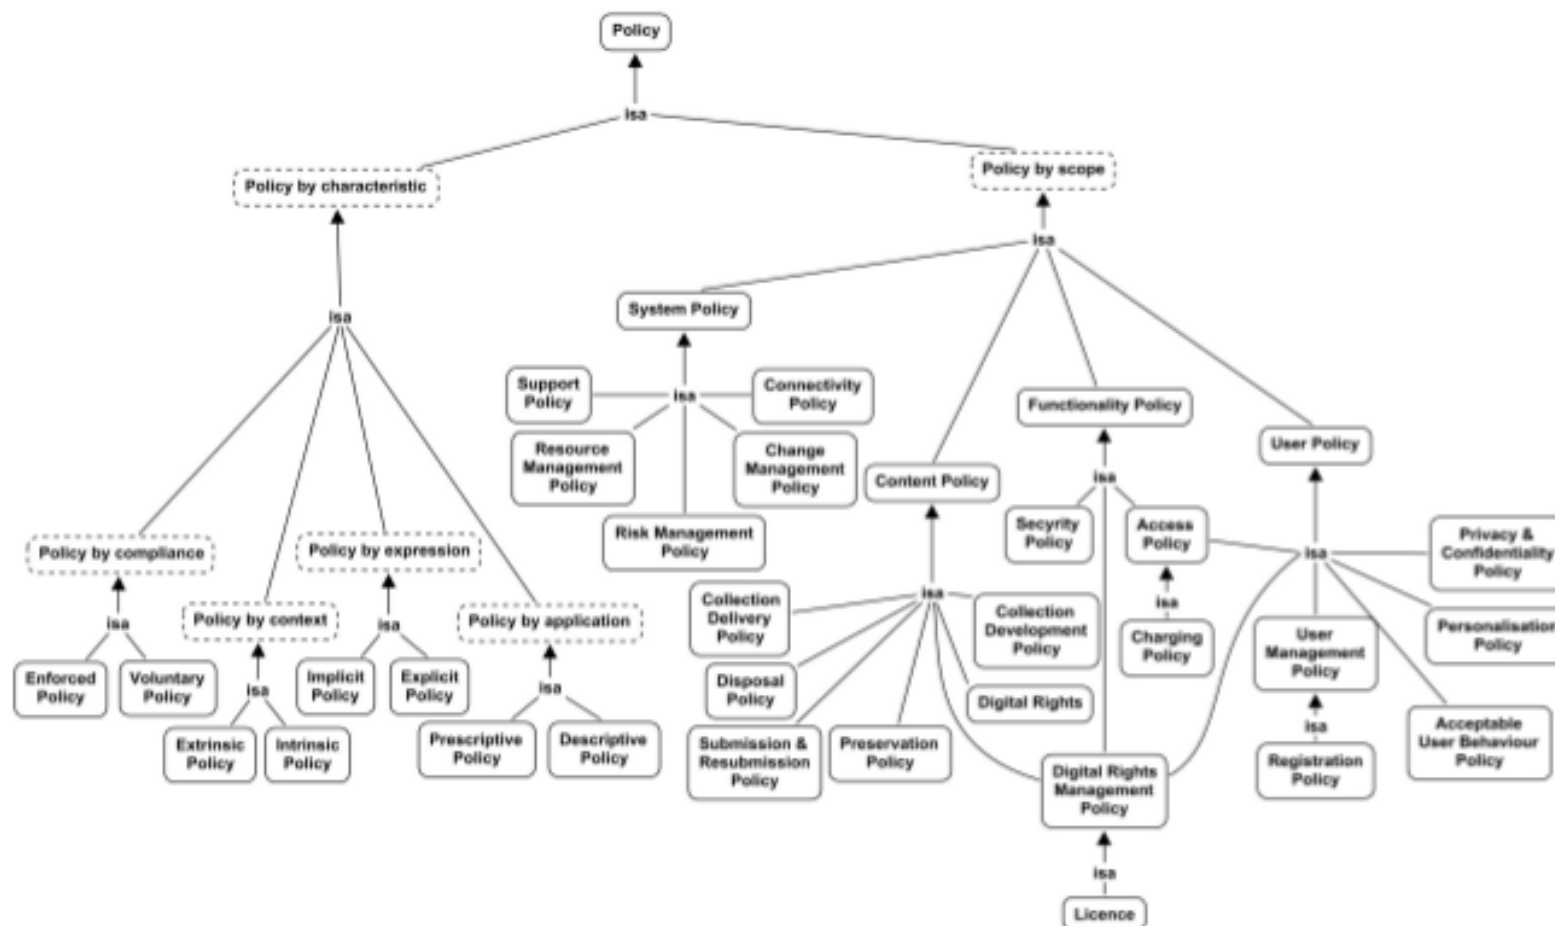 Policy
isa
Policy by characteristic
Policy by scope
isa
isa
System Policy
Support
Policy
isa
Connectivity
Policy
Resource
Management
Policy
Change
Management
Policy
Risk Management
Policy
Functionality Policy
User Policy
Content Policy
isa
Secyrity
Policy
Access
Policy
isa
Privacy &
Confidentiality
Policy
Policy by compliance
Policy by expression
isa
Policy by context
isa
Policy by application
Enforced
Policy
Voluntary
Policy
isa
Implicit
Policy
Explicit
Policy
isa
Extrinsic
Policy
Intrinsic
Policy
Prescriptive
Policy
Descriptive
Policy
isa
Collection
Delivery
Policy
Collection
Development
Policy
Disposal
Policy
Digital Rights
Submission &
Resubmission
Policy
Preservation
Policy
isa
Charging
Policy
User
Management
Policy
Personalisation
Policy
isa
Registration
Policy
Acceptable
User Behaviour
Policy
Digital Rights
Management
Policy
isa
Licence